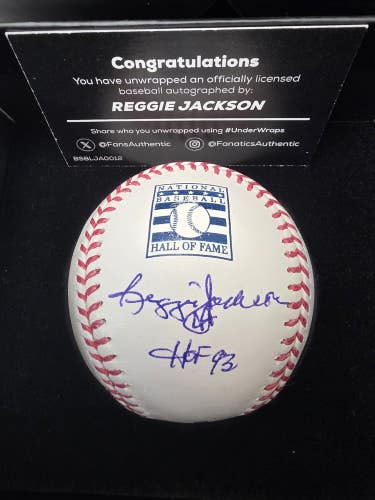 Congratulations
You have unwrapped an officially licensed
baseball autographed by:
REGGIE JACKSON
Share who you unwrapped using #UnderWraps
@FansAuthentic @FanaticsAuthentic
BSBLJA0012
NATIONAL
BASEBALL
HALL OF FAME
Reggie Jackson
HOF 93